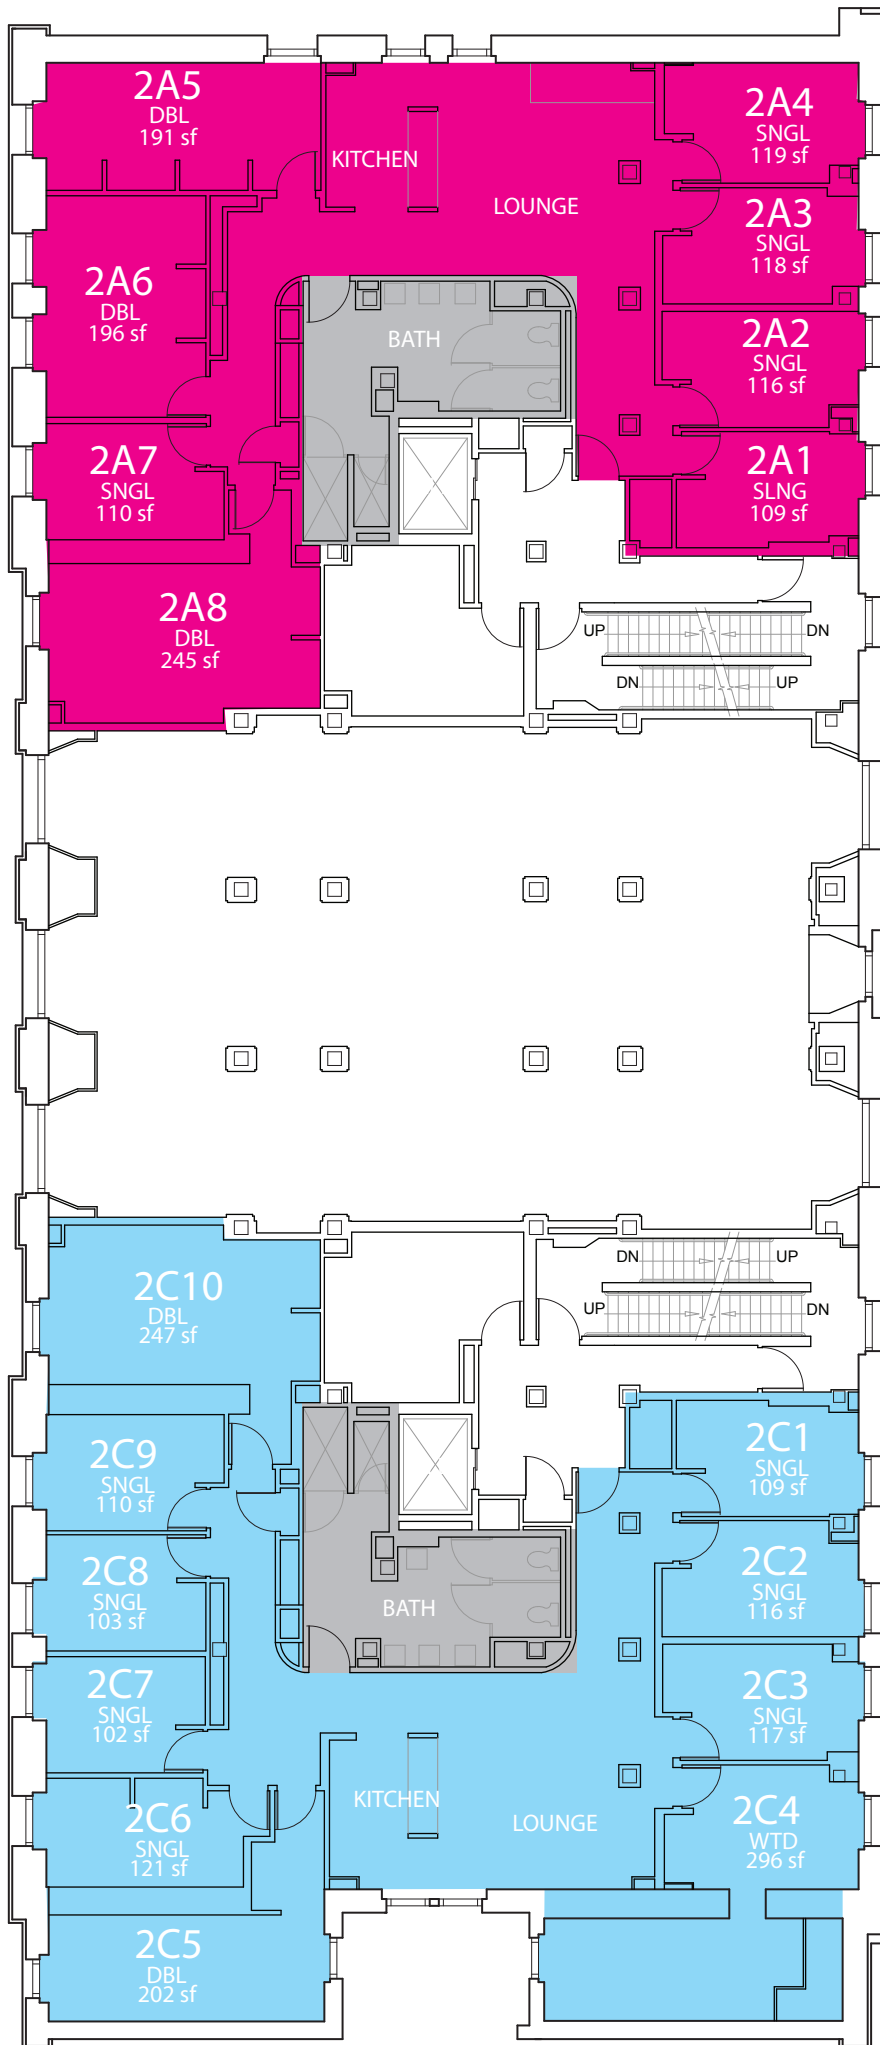 2A5
DBL
191 sf
KITCHEN
LOUNGE
2A4
SNGL
119 sf
2A3
SNGL
118 sf
2A6
DBL
196 sf
BATH
2A2
SNGL
116 sf
2A7
SNGL
110 sf
2A1
SLNG
109 sf
2A8
DBL
245 sf
UP
DN
DN
UP
2C10
DBL
247 sf
DN
UP
UP
DN
2C9
SNGL
110 sf
2C1
SNGL
109 sf
2C8
SNGL
103 sf
2C2
SNGL
116 sf
BATH
2C7
SNGL
102 sf
2C3
SNGL
117 sf
2C6
SNGL
121 sf
KITCHEN
LOUNGE
2C4
WTD
296 sf
2C5
DBL
202 sf